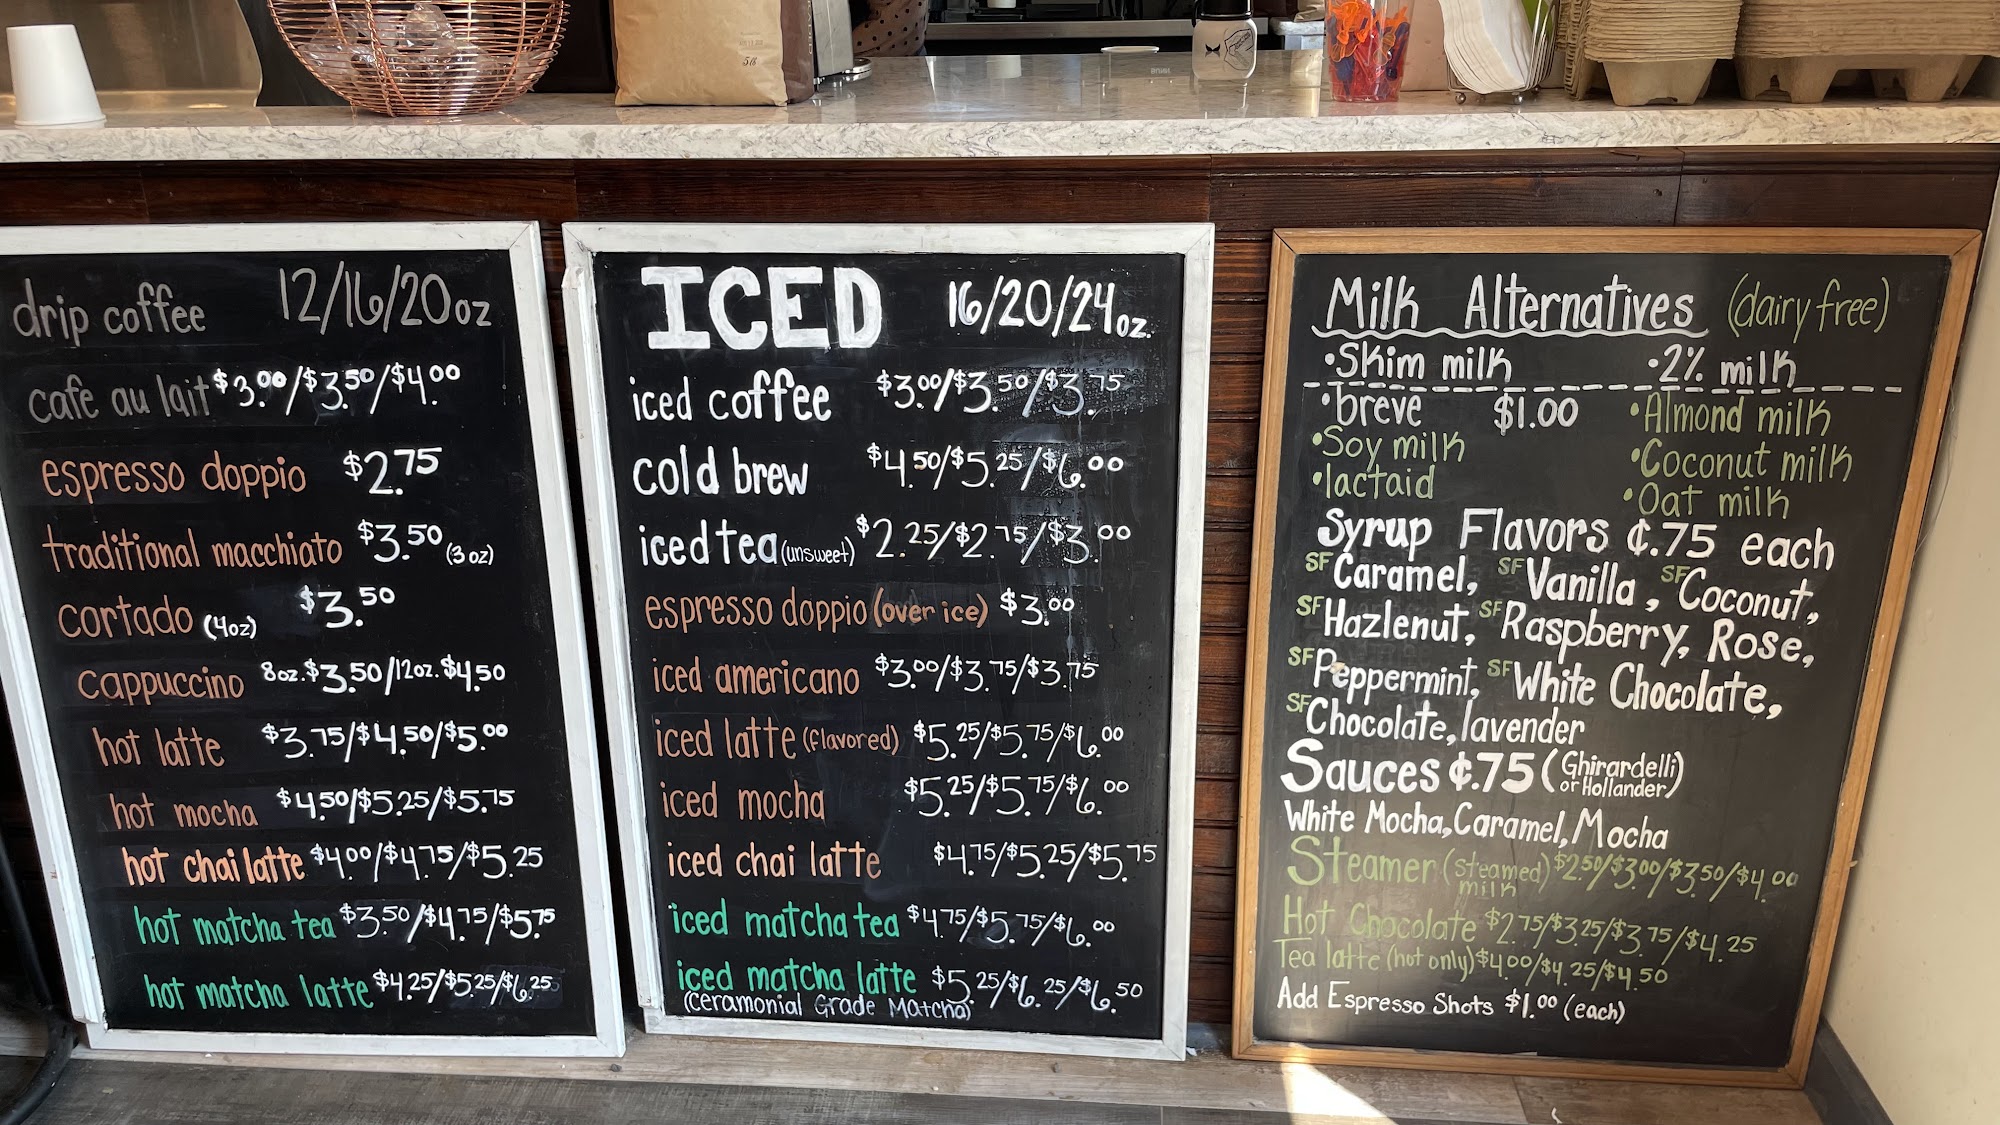 drip coffee 12/16/20oz
cafe au lait $3.00/$3.50/$4.00
espresso doppio $2.75
traditional macchiato $3.50 (3 oz)
cortado (4oz) $3.50
cappuccino 8oz. $3.50/12oz. $4.50
hot latte $3.75/$4.50/$5.00
hot mocha $4.50/$5.25/$5.75
hot chai latte $4.00/$4.75/$5.25
hot matcha tea $3.50/$4.75/$5.75
hot matcha latte $4.25/$5.25/$6.25
ICED 16/20/24oz.
iced coffee $3.00/$3.50/$3.75
cold brew $4.50/$5.25/$6.00
iced tea (unsweet) $2.25/$2.75/$3.00
espresso doppio (over ice) $3.00
iced americano $3.00/$3.75/$3.75
iced latte (flavored) $5.25/$5.75/$6.00
iced mocha $5.25/$5.75/$6.00
iced chai latte $4.75/$5.25/$5.75
iced matcha tea $4.75/$5.75/$6.00
iced matcha latte $5.25/$6.25/$6.50
(Ceramonial Grade Matcha)
Milk Alternatives (dairy free)
•Skim milk •2% milk
•breve $1.00 •Almond milk
•Soy milk •Coconut milk
•lactaid •Oat milk
Syrup Flavors ¢.75 each
SF Caramel, SF Vanilla, SF Coconut,
SF Hazlenut, SF Raspberry, Rose,
SF Peppermint, SF White Chocolate,
SF Chocolate, lavender
Sauces ¢.75 (Ghirardelli or Hollander)
White Mocha, Caramel, Mocha
Steamer (steamed milk) $2.50/$3.00/$3.50/$4.00
Hot Chocolate $2.75/$3.25/$3.75/$4.25
Tea latte (hot only) $4.00/$4.25/$4.50
Add Espresso Shots $1.00 (each)